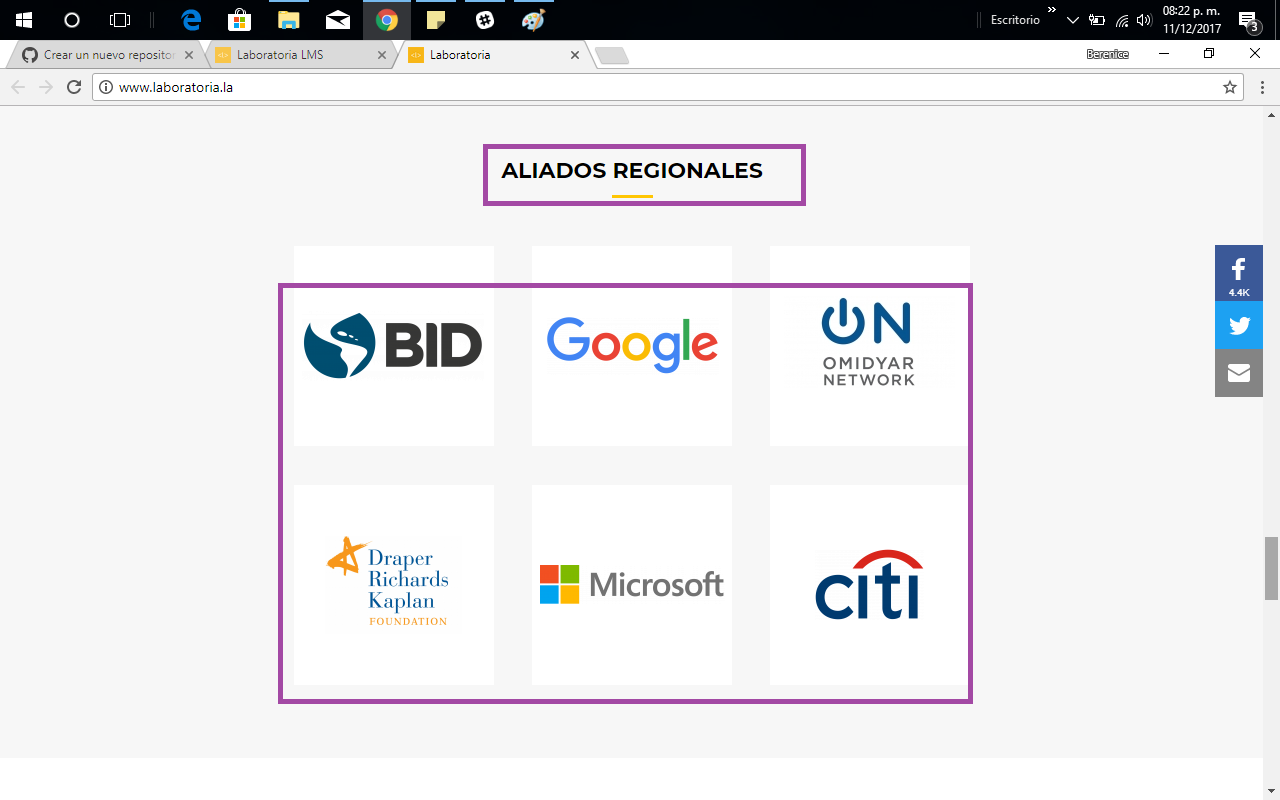 Escritorio
08:22 p. m.
11/12/2017
3
Crear un nuevo repositor
Laboratoria LMS
Laboratoria
Berenice
www.laboratoria.la
ALIADOS REGIONALES
4.4K
BID
Google
ON
OMIDYAR
NETWORK
Draper
Richards
Kaplan
FOUNDATION
Microsoft
citi